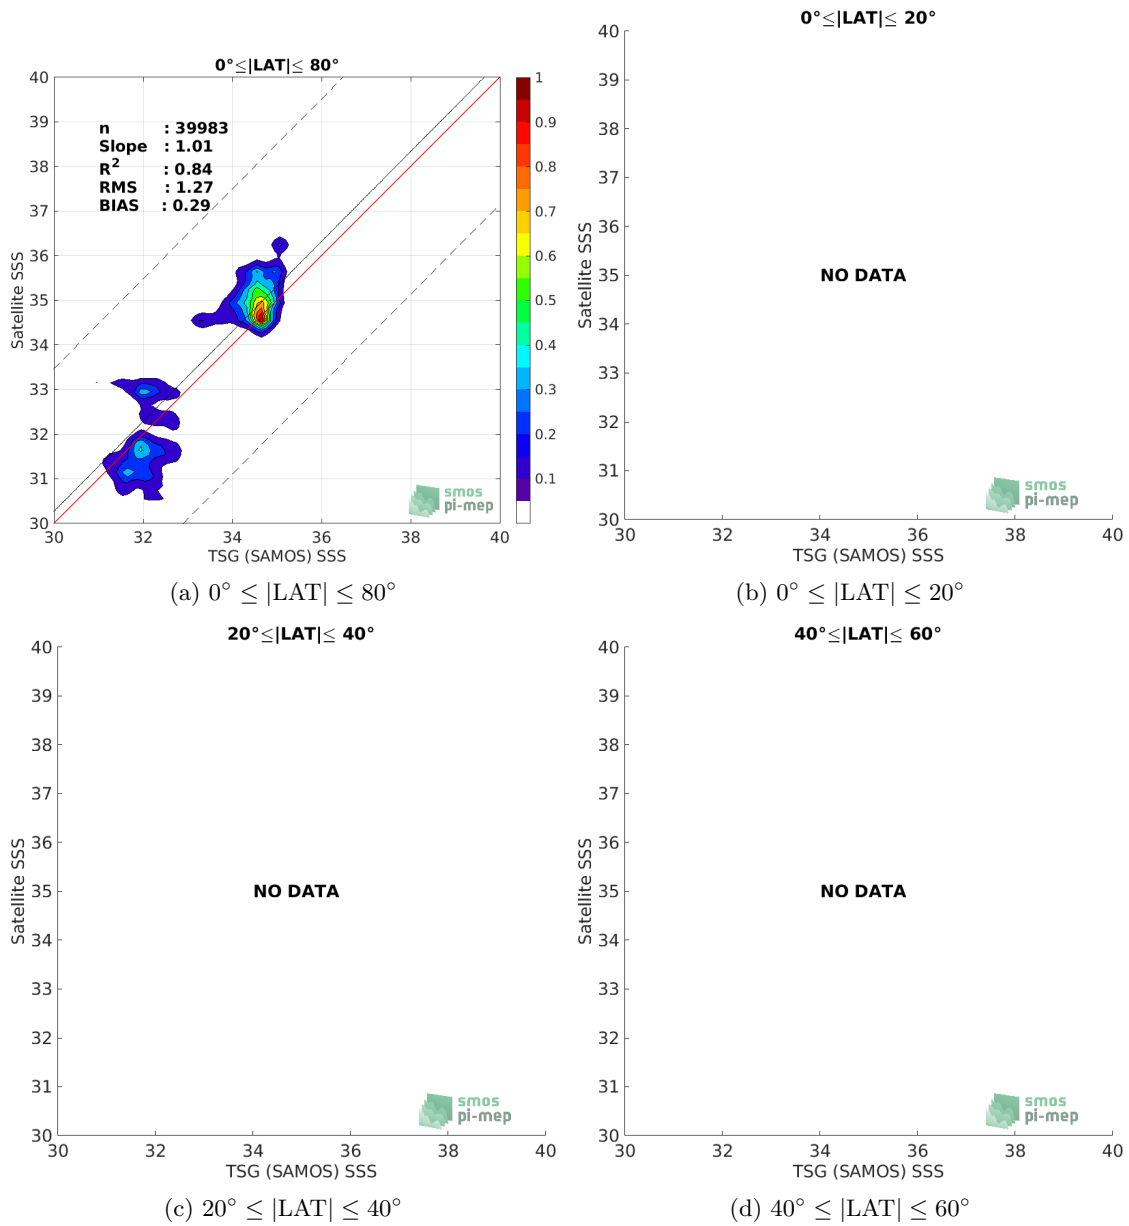 0°≤|LAT|≤ 80°
40
39
38
37
36
35
34
33
32
31
30
Satellite SSS
n : 39983
Slope : 1.01
R² : 0.84
RMS : 1.27
BIAS : 0.29
1
0.9
0.8
0.7
0.6
0.5
0.4
0.3
0.2
0.1
smos
pi-mep
30 32 34 36 38 40
TSG (SAMOS) SSS
(a) 0° ≤ |LAT| ≤ 80°
0°≤|LAT|≤ 20°
40
39
38
37
36
35
34
33
32
31
30
Satellite SSS
NO DATA
smos
pi-mep
30 32 34 36 38 40
TSG (SAMOS) SSS
(b) 0° ≤ |LAT| ≤ 20°
20°≤|LAT|≤ 40°
40
39
38
37
36
35
34
33
32
31
30
Satellite SSS
NO DATA
smos
pi-mep
30 32 34 36 38 40
TSG (SAMOS) SSS
(c) 20° ≤ |LAT| ≤ 40°
40°≤|LAT|≤ 60°
40
39
38
37
36
35
34
33
32
31
30
Satellite SSS
NO DATA
smos
pi-mep
30 32 34 36 38 40
TSG (SAMOS) SSS
(d) 40° ≤ |LAT| ≤ 60°